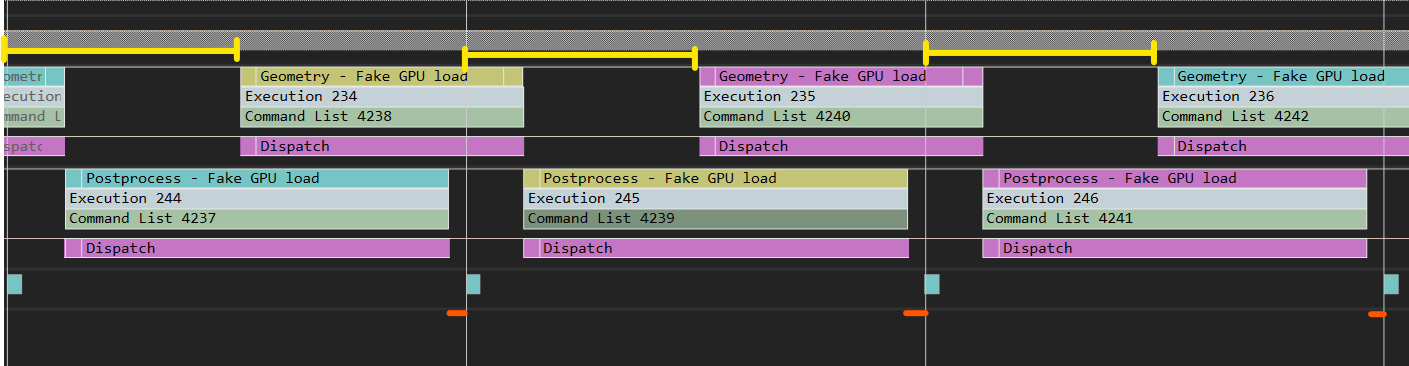 ometr
Geometry - Fake GPU load
Geometry - Fake GPU load
Geometry - Fake GPU load
ecution
Execution 234
Execution 235
Execution 236
mmand L
Command List 4238
Command List 4240
Command List 4242
spatc
Dispatch
Dispatch
Dispatch
Postprocess - Fake GPU load
Postprocess - Fake GPU load
Postprocess - Fake GPU load
Execution 244
Execution 245
Execution 246
Command List 4237
Command List 4239
Command List 4241
Dispatch
Dispatch
Dispatch